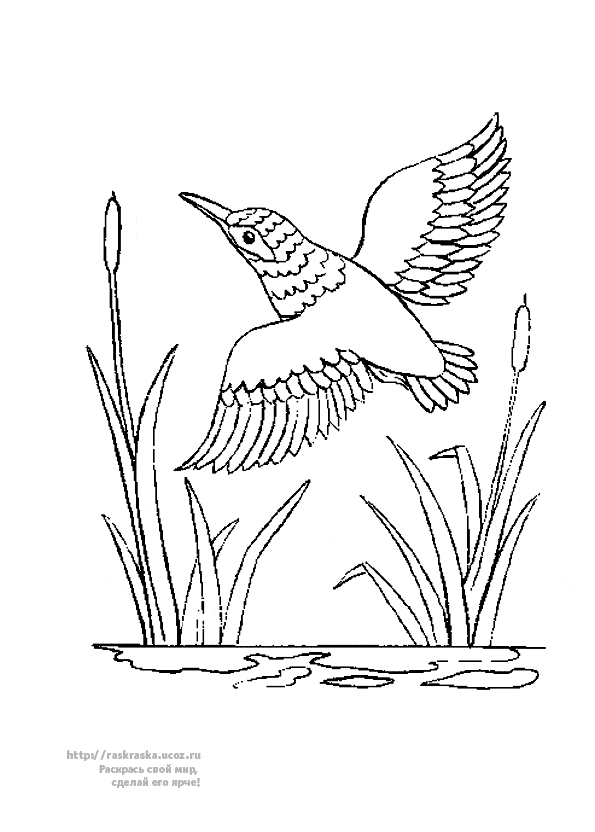 http://raskraska.ucoz.ru
Раскрась свой мир,
сделай его ярче!